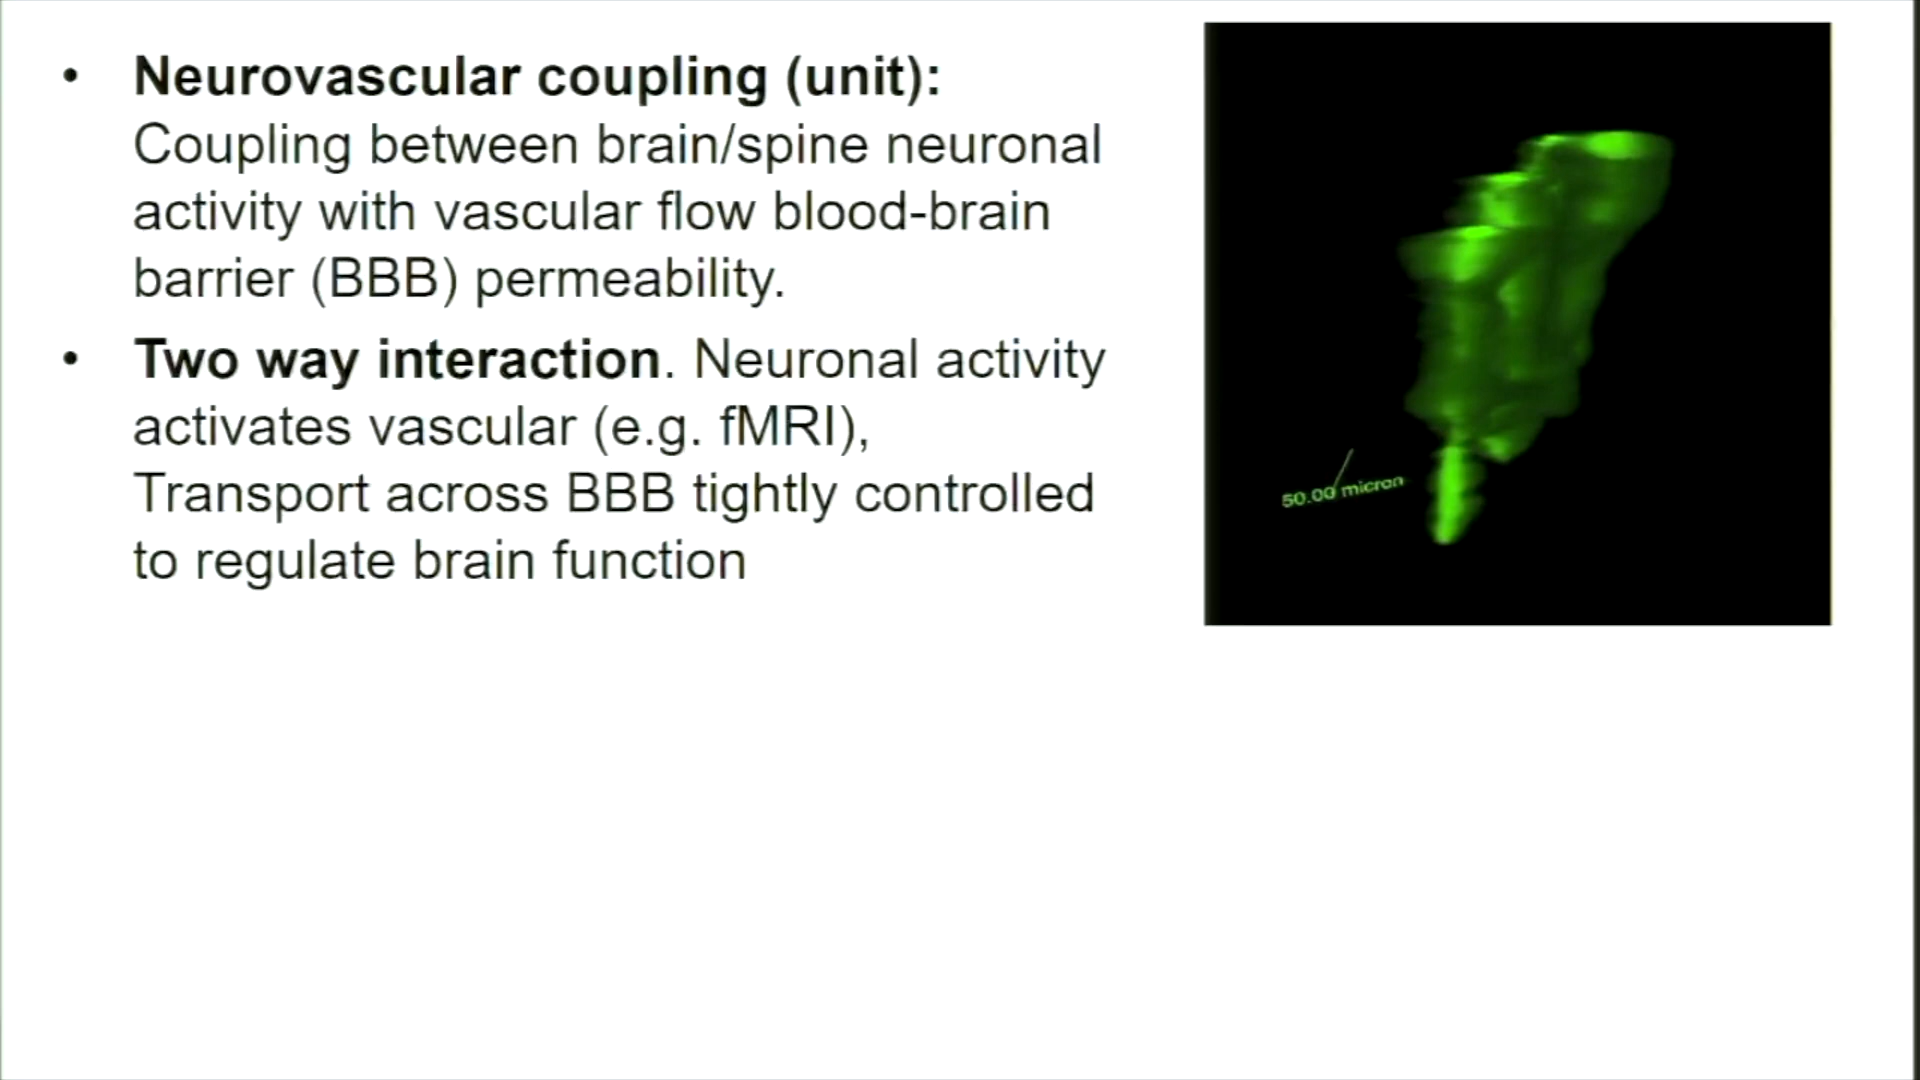 • Neurovascular coupling (unit):
Coupling between brain/spine neuronal
activity with vascular flow blood-brain
barrier (BBB) permeability.
• Two way interaction. Neuronal activity
activates vascular (e.g. fMRI),
Transport across BBB tightly controlled
to regulate brain function
50.00 micron